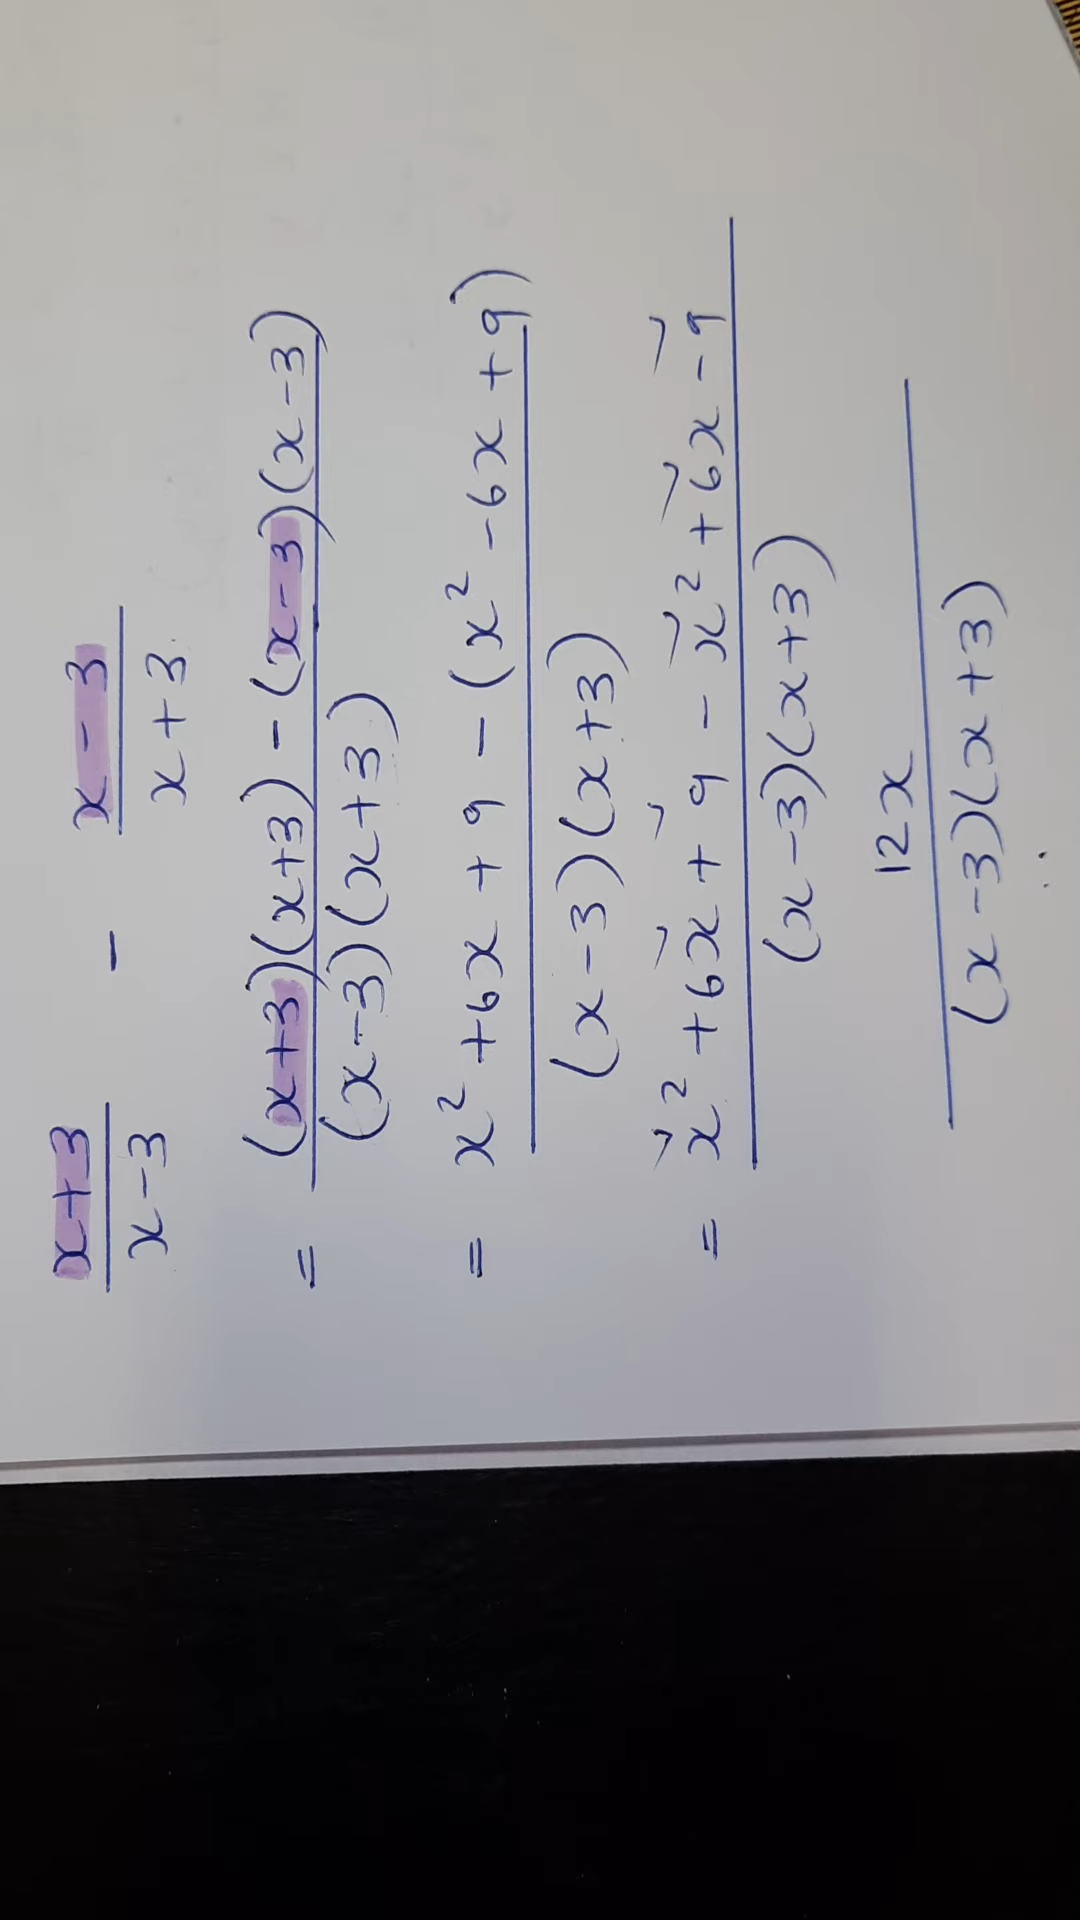 x+3 / x-3 - x-3 / x+3
= (x+3)(x+3) - (x-3)(x-3)
(x-3)(x+3)
= x² + 6x + 9 - (x² - 6x + 9)
(x-3)(x+3)
= x² + 6x + 9 - x² + 6x - 9
(x-3)(x+3)
12x
(x-3)(x+3)